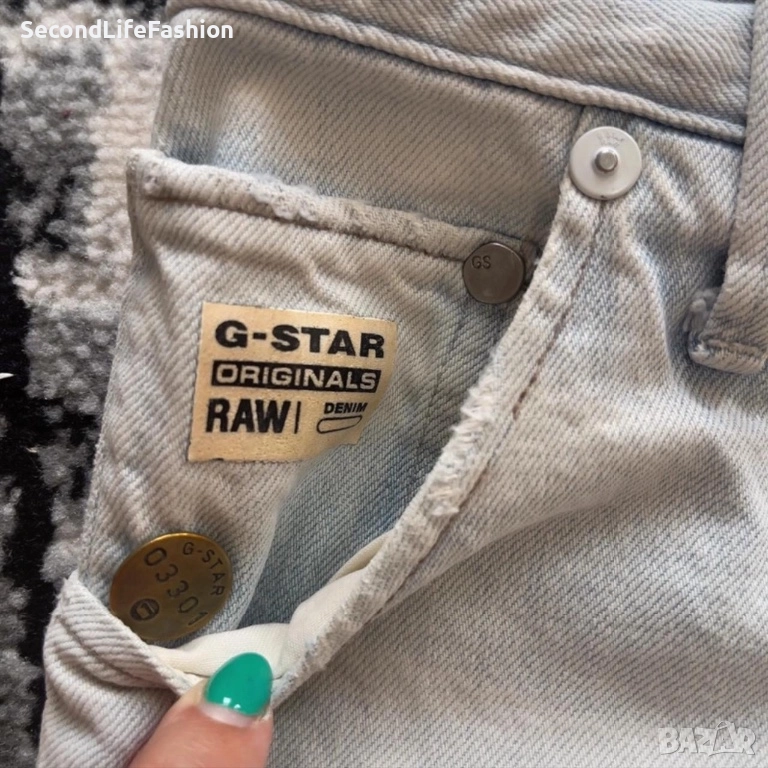 SecondLifeFashion
GS
G-STAR
ORIGINALS
RAW
DENIM
G-STAR
03301
BAZAR